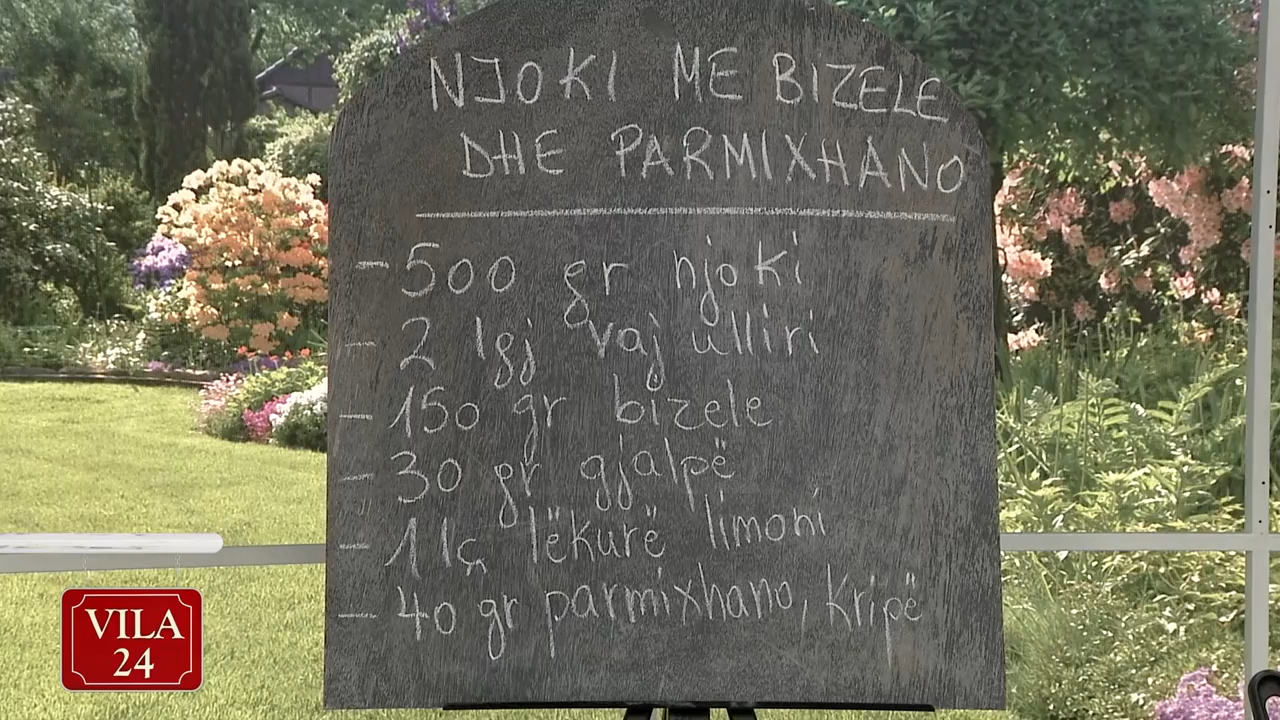 NJOKI ME BIZELE
DHE PARMIXHANO
- 500 gr njoki
- 2 lgj vaj ulliri
- 150 gr bizele
- 30 gr gjalpë
- 1 lç lëkurë limoni
- 40 gr parmixhano, kripë
VILA
24